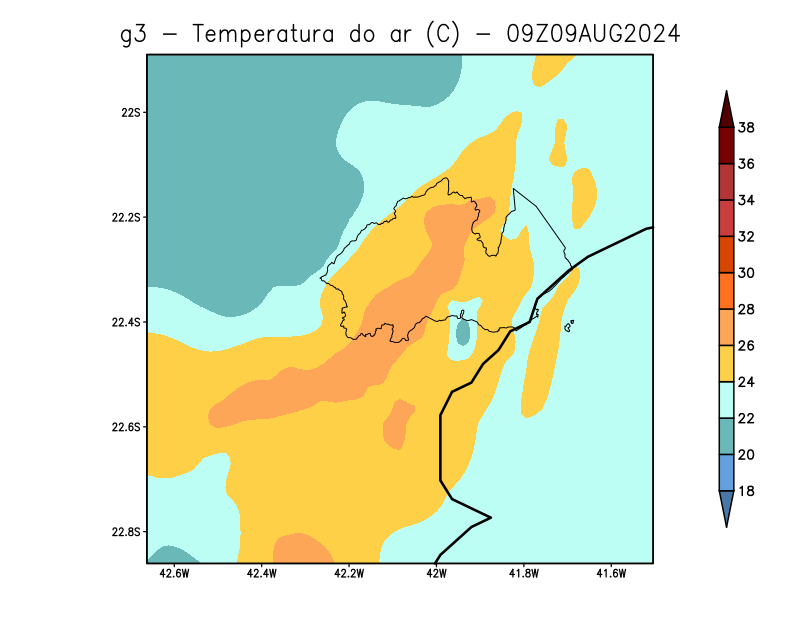 g3 - Temperatura do ar (C) - 09Z09AUG2024
22S
22.2S
22.4S
22.6S
22.8S
42.6W
42.4W
42.2W
42W
41.8W
41.6W
38
36
34
32
30
28
26
24
22
20
18